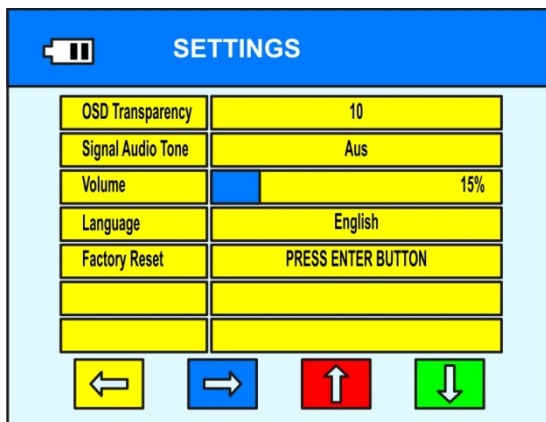 SETTINGS
OSD Transparency 10
Signal Audio Tone Aus
Volume 15%
Language English
Factory Reset PRESS ENTER BUTTON